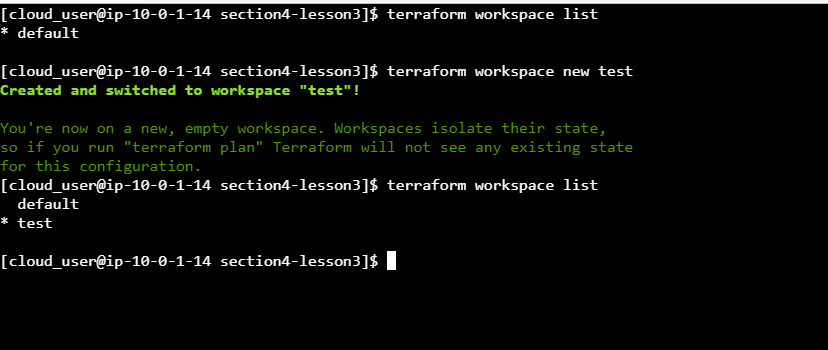 [cloud_user@ip-10-0-1-14 section4-lesson3]$ terraform workspace list
* default
[cloud_user@ip-10-0-1-14 section4-lesson3]$ terraform workspace new test
Created and switched to workspace "test"!
You're now on a new, empty workspace. Workspaces isolate their state,
so if you run "terraform plan" Terraform will not see any existing state
for this configuration.
[cloud_user@ip-10-0-1-14 section4-lesson3]$ terraform workspace list
  default
* test
[cloud_user@ip-10-0-1-14 section4-lesson3]$